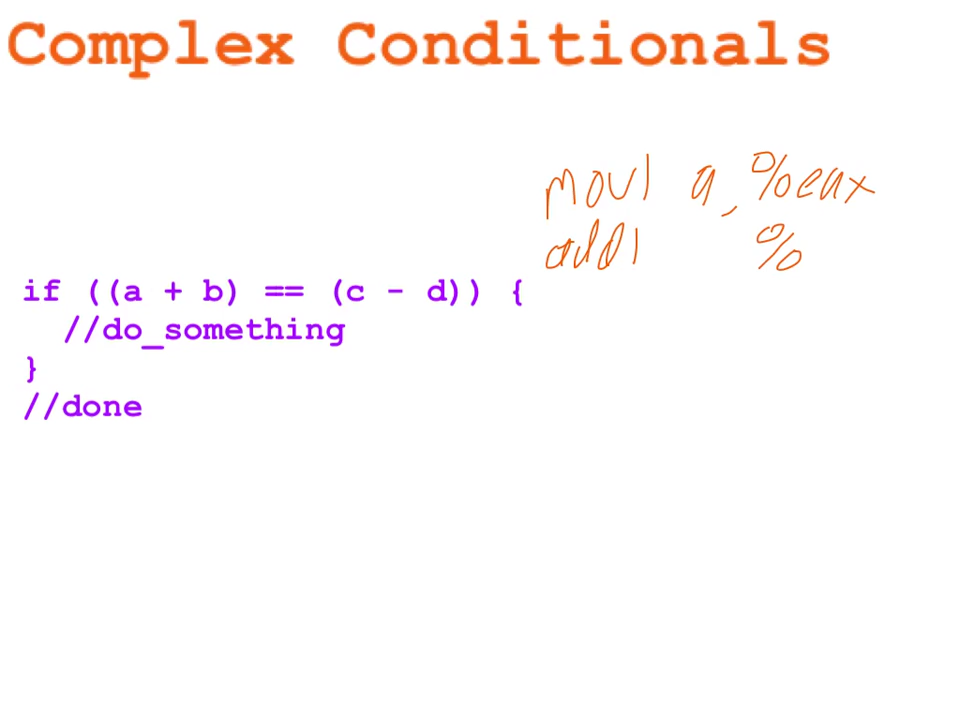 Complex Conditionals
movl a, %eax
addl %
if ((a + b) == (c - d)) {
//do_something
}
//done